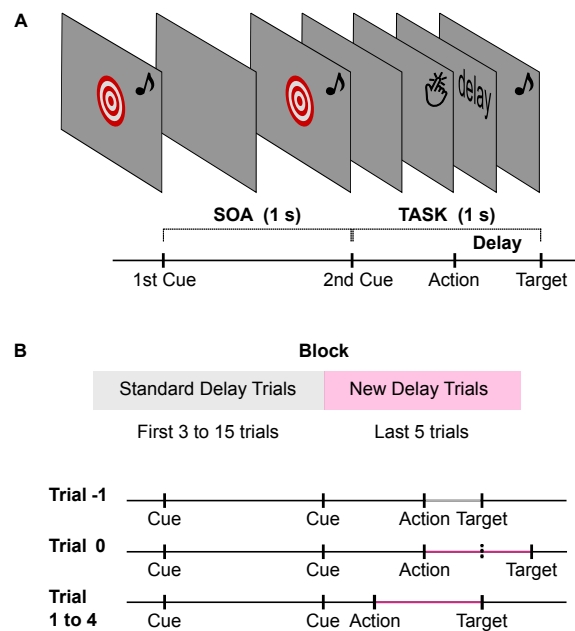 A
delay
SOA (1 s)
TASK (1 s)
Delay
1st Cue
2nd Cue
Action
Target
B
Block
Standard Delay Trials
New Delay Trials
First 3 to 15 trials
Last 5 trials
Trial -1
Cue
Cue
Action
Target
Trial 0
Cue
Cue
Action
Target
Trial
1 to 4
Cue
Cue
Action
Target